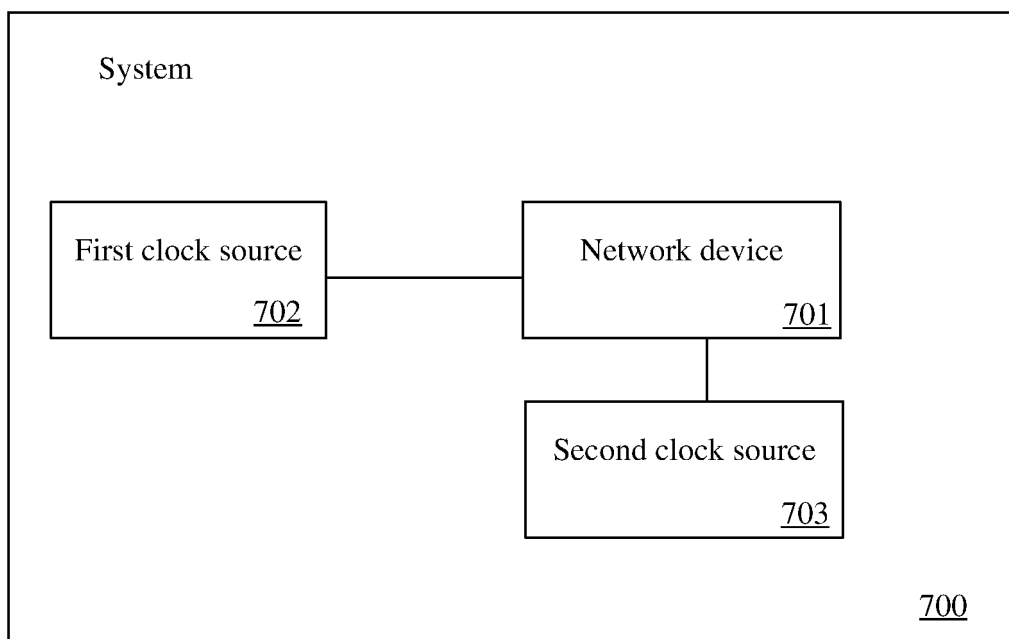 System
First clock source
702
Network device
701
Second clock source
703
700